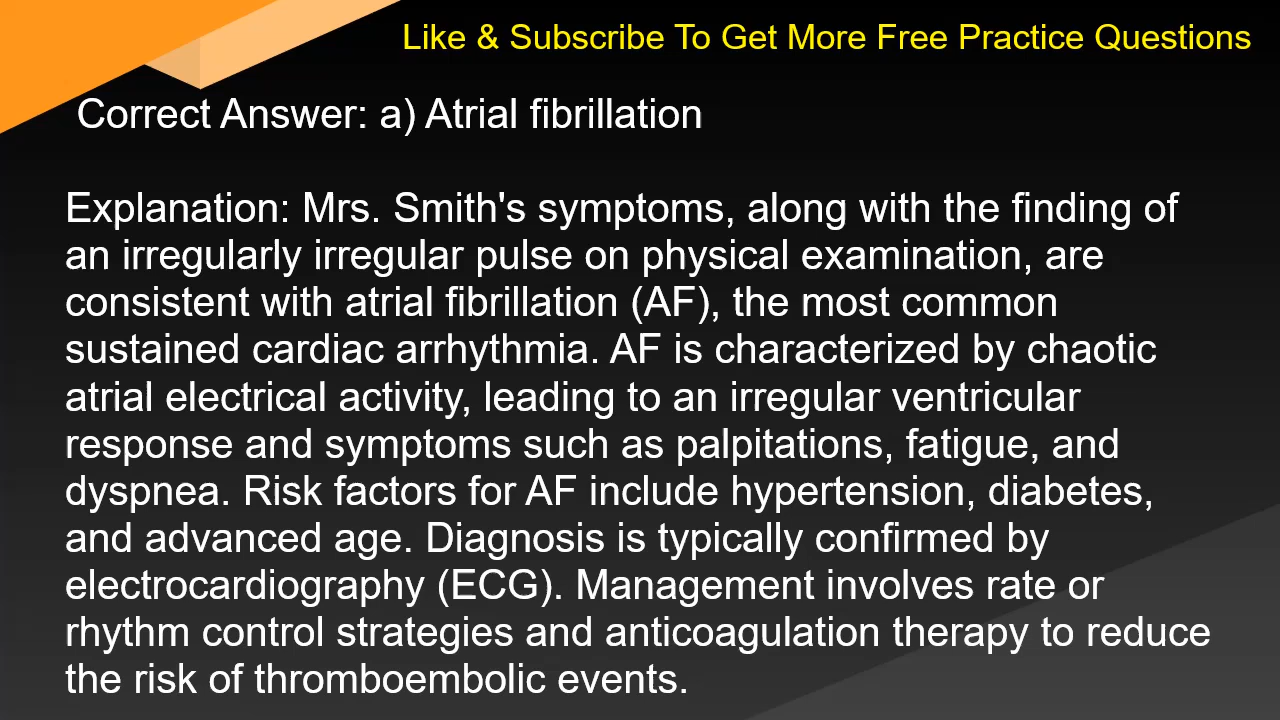 Like & Subscribe To Get More Free Practice Questions
Correct Answer: a) Atrial fibrillation
Explanation: Mrs. Smith's symptoms, along with the finding of
an irregularly irregular pulse on physical examination, are
consistent with atrial fibrillation (AF), the most common
sustained cardiac arrhythmia. AF is characterized by chaotic
atrial electrical activity, leading to an irregular ventricular
response and symptoms such as palpitations, fatigue, and
dyspnea. Risk factors for AF include hypertension, diabetes,
and advanced age. Diagnosis is typically confirmed by
electrocardiography (ECG). Management involves rate or
rhythm control strategies and anticoagulation therapy to reduce
the risk of thromboembolic events.